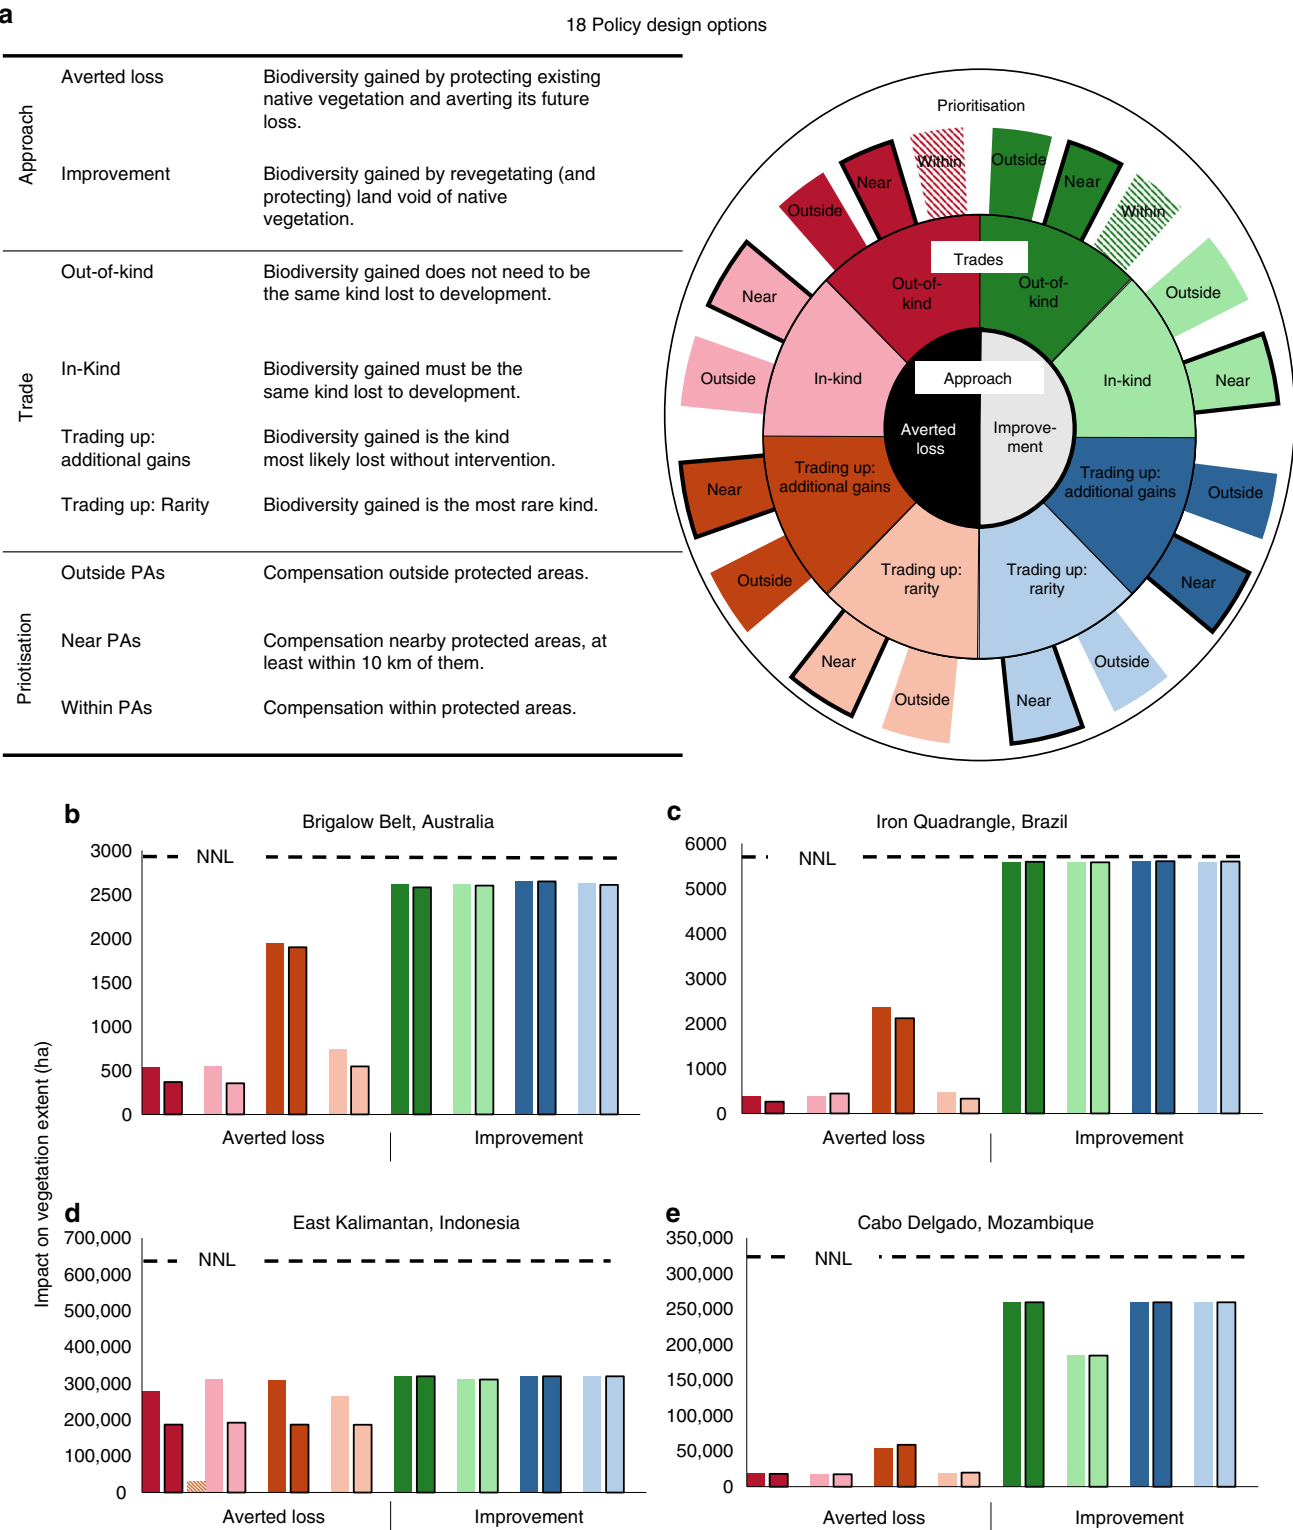 a
18 Policy design options
Approach
Averted loss
Biodiversity gained by protecting existing
native vegetation and averting its future
loss.
Improvement
Biodiversity gained by revegetating (and
protecting) land void of native
vegetation.
Trade
Out-of-kind
Biodiversity gained does not need to be
the same kind lost to development.
In-Kind
Biodiversity gained must be the
same kind lost to development.
Trading up:
additional gains
Biodiversity gained is the kind
most likely lost without intervention.
Trading up: Rarity
Biodiversity gained is the most rare kind.
Priotisation
Outside PAs
Compensation outside protected areas.
Near PAs
Compensation nearby protected areas, at
least within 10 km of them.
Within PAs
Compensation within protected areas.
Prioritisation
Within
Outside
Near
Near
Outside
Within
Near
Outside
Outside
Near
Near
Outside
Outside
Near
Near
Outside
Outside
Near
Trades
Out-of-
kind
Out-of-
kind
In-kind
In-kind
Approach
Averted
loss
Improve-
ment
Trading up:
additional gains
Trading up:
additional gains
Trading up:
rarity
Trading up:
rarity
Impact on vegetation extent (ha)
b
Brigalow Belt, Australia
3000
2500
2000
1500
1000
500
0
NNL
Averted loss
Improvement
c
Iron Quadrangle, Brazil
6000
5000
4000
3000
2000
1000
0
NNL
Averted loss
Improvement
d
East Kalimantan, Indonesia
700,000
600,000
500,000
400,000
300,000
200,000
100,000
0
NNL
Averted loss
Improvement
e
Cabo Delgado, Mozambique
350,000
300,000
250,000
200,000
150,000
100,000
50,000
0
NNL
Averted loss
Improvement